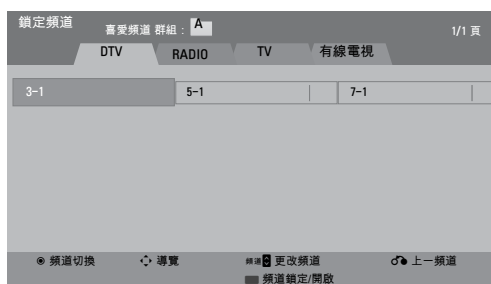 鎖定頻道 喜愛頻道 群組 : A 1/1 頁
DTV RADIO TV 有線電視
3-1 5-1 7-1
頻道切換 導覽 頻道 更改頻道 上一頻道
頻道鎖定/開啟